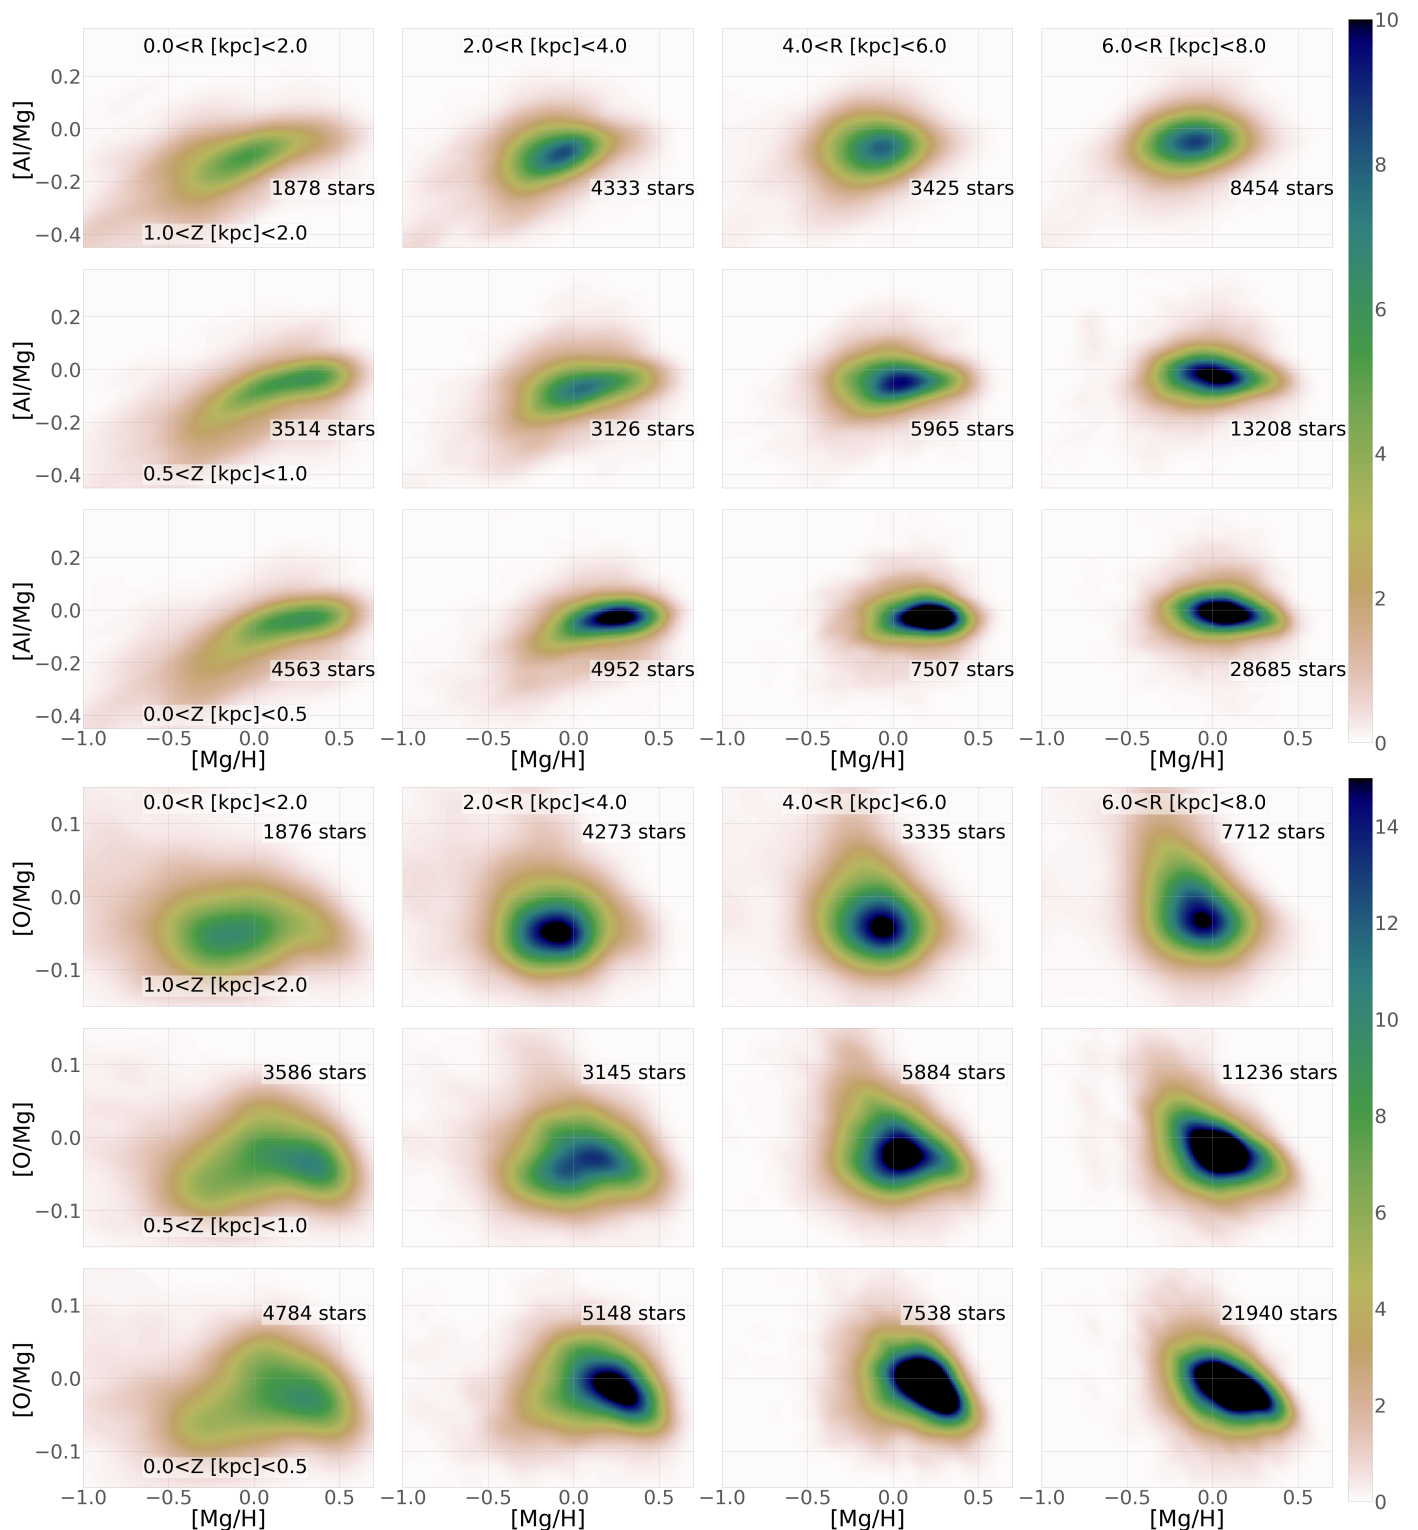 0.0<R [kpc]<2.0 2.0<R [kpc]<4.0 4.0<R [kpc]<6.0 6.0<R [kpc]<8.0 10
0.2
0.0
[Al/Mg]
8
−0.2 1878 stars 4333 stars 3425 stars 8454 stars
−0.4 1.0<Z [kpc]<2.0
0.2 6
0.0
[Al/Mg]
−0.2 3514 stars 3126 stars 5965 stars 13208 stars
4
−0.4 0.5<Z [kpc]<1.0
0.2
2
0.0
[Al/Mg]
−0.2 4563 stars 4952 stars 7507 stars 28685 stars
−0.4 0.0<Z [kpc]<0.5
0
−1.0 −0.5 0.0 0.5 −1.0 −0.5 0.0 0.5 −1.0 −0.5 0.0 0.5 −1.0 −0.5 0.0 0.5
[Mg/H] [Mg/H] [Mg/H] [Mg/H]
0.0<R [kpc]<2.0 2.0<R [kpc]<4.0 4.0<R [kpc]<6.0 6.0<R [kpc]<8.0
0.1 1876 stars 4273 stars 3335 stars 7712 stars 14
0.0
[O/Mg]
12
−0.1
1.0<Z [kpc]<2.0
10
0.1 3586 stars 3145 stars 5884 stars 11236 stars
8
0.0
[O/Mg]
−0.1 6
0.5<Z [kpc]<1.0
0.1 4784 stars 5148 stars 7538 stars 21940 stars 4
0.0
[O/Mg]
2
−0.1
0.0<Z [kpc]<0.5
0
−1.0 −0.5 0.0 0.5 −1.0 −0.5 0.0 0.5 −1.0 −0.5 0.0 0.5 −1.0 −0.5 0.0 0.5
[Mg/H] [Mg/H] [Mg/H] [Mg/H]